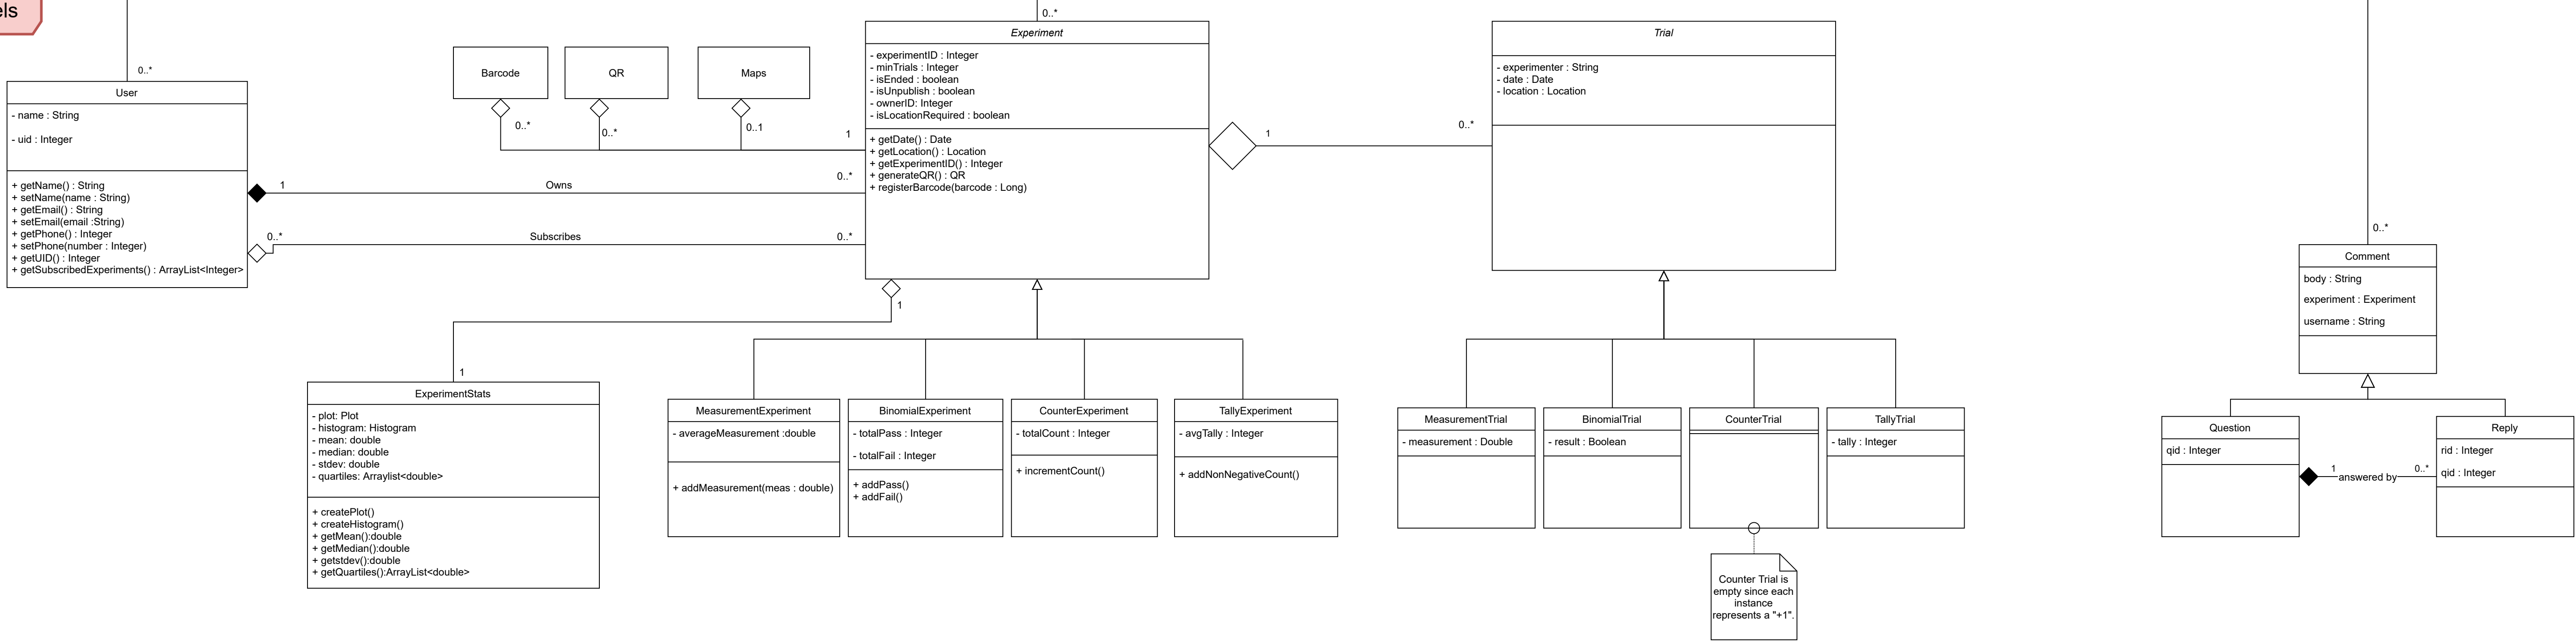 els
0..*
0..*
User
- name : String
- uid : Integer
+ getName() : String
+ setName(name : String)
+ getEmail() : String
+ setEmail(email :String)
+ getPhone() : Integer
+ setPhone(number : Integer)
+ getUID() : Integer
+ getSubscribedExperiments() : ArrayList<Integer>
Barcode
QR
Maps
0..*
0..*
0..1
1
1
Owns
0..*
0..*
Subscribes
0..*
Experiment
- experimentID : Integer
- minTrials : Integer
- isEnded : boolean
- isUnpublish : boolean
- ownerID: Integer
- isLocationRequired : boolean
+ getDate() : Date
+ getLocation() : Location
+ getExperimentID() : Integer
+ generateQR() : QR
+ registerBarcode(barcode : Long)
1
0..*
Trial
- experimenter : String
- date : Date
- location : Location
1
1
ExperimentStats
- plot: Plot
- histogram: Histogram
- mean: double
- median: double
- stdev: double
- quartiles: Arraylist<double>
+ createPlot()
+ createHistogram()
+ getMean():double
+ getMedian():double
+ getstdev():double
+ getQuartiles():ArrayList<double>
MeasurementExperiment
- averageMeasurement :double
+ addMeasurement(meas : double)
BinomialExperiment
- totalPass : Integer
- totalFail : Integer
+ addPass()
+ addFail()
CounterExperiment
- totalCount : Integer
+ incrementCount()
TallyExperiment
- avgTally : Integer
+ addNonNegativeCount()
MeasurementTrial
- measurement : Double
BinomialTrial
- result : Boolean
CounterTrial
TallyTrial
- tally : Integer
Counter Trial is
empty since each
instance
represents a "+1".
0..*
Comment
body : String
experiment : Experiment
username : String
Question
qid : Integer
1
answered by
0..*
Reply
rid : Integer
qid : Integer